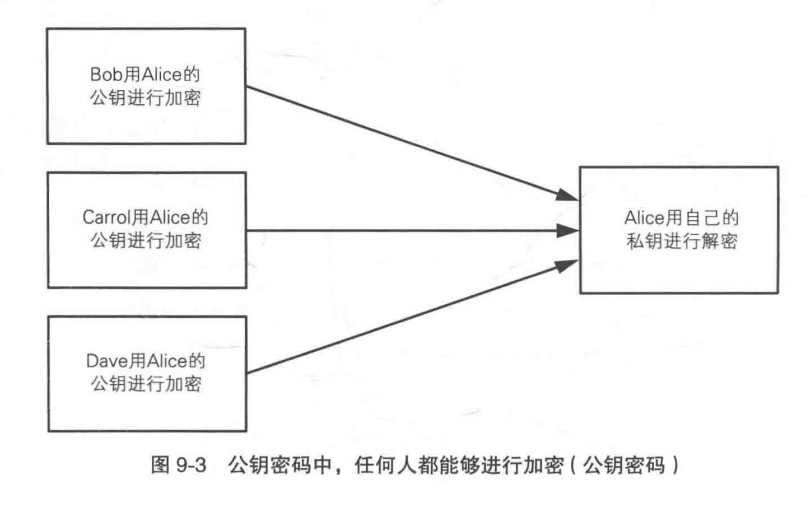 Bob用Alice的
公钥进行加密
Carrol用Alice的
公钥进行加密
Dave用Alice的
公钥进行加密
Alice用自己的
私钥进行解密
图 9-3 公钥密码中，任何人都能够进行加密（公钥密码）